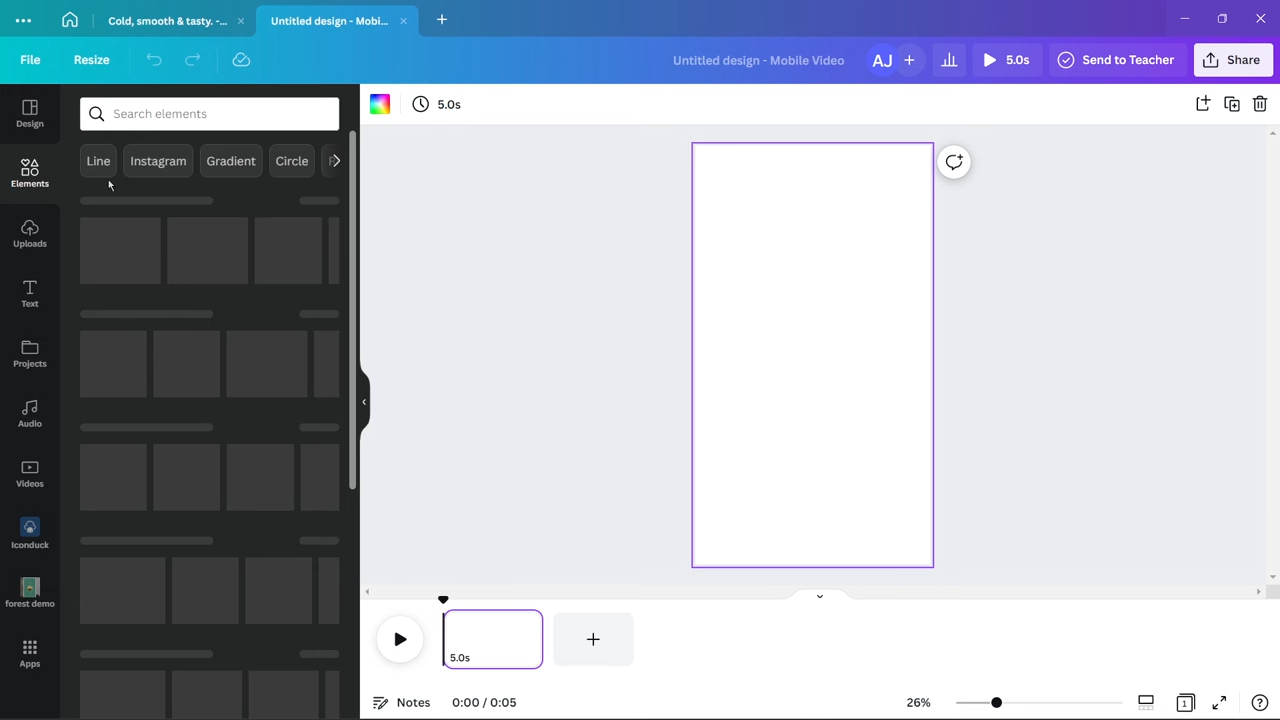 Cold, smooth & tasty. -...
Untitled design - Mobi...
File
Resize
Untitled design - Mobile Video
AJ
5.0s
Send to Teacher
Share
Design
Elements
Uploads
Text
Projects
Audio
Videos
Iconduck
forest demo
Apps
Search elements
Line
Instagram
Gradient
Circle
5.0s
5.0s
Notes
0:00 / 0:05
26%
1